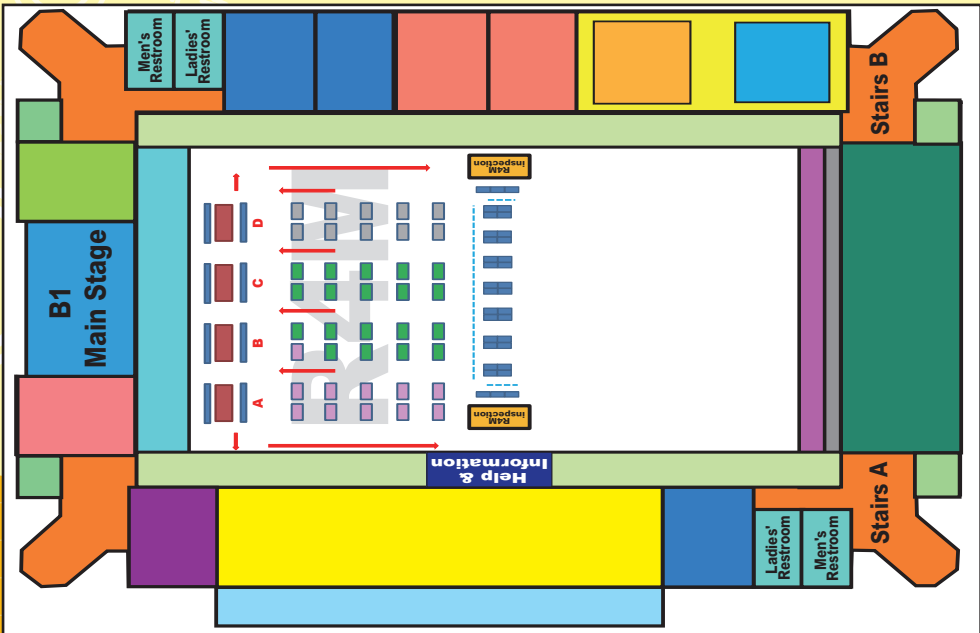 Men's
Restroom
Ladies'
Restroom
Stairs B
R4M
inspection
B1
Main Stage
R4M
D
C
B
A
R4M
inspection
Help &
Information
Stairs A
Ladies'
Restroom
Men's
Restroom